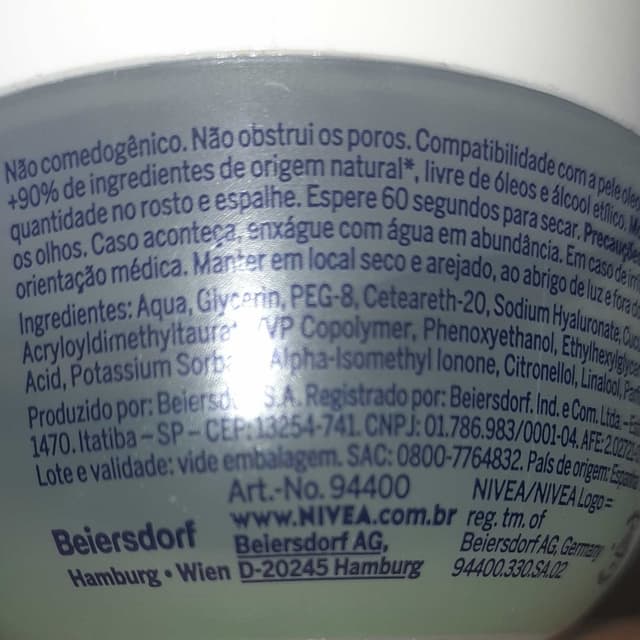 Não comedogênico. Não obstrui os poros. Compatibilidade com a pele
+90% de ingredientes de origem natural*, livre de óleos e álcool etílico.
quantidade no rosto e espalhe. Espere 60 segundos para secar. Precauções
os olhos. Caso aconteça, enxágue com água em abundância. Em caso de
orientação médica. Manter em local seco e arejado, ao abrigo de luz e fora
Ingredientes: Aqua, Glycerin, PEG-8, Ceteareth-20, Sodium Hyaluronate,
Acryloyldimethyltaurate /VP Copolymer, Phenoxyethanol,
Acid, Potassium Alpha-Isomethyl Ionone, Citronellol, Linalool,
Produzido por: Beiersdorf S.A. Registrado por: Beiersdorf. Ind. e Com. Ltda. –
1470. Itatiba – SP – CEP: 13254-741. CNPJ: 01.786.983/0001-04. AFE:
Lote e validade: vide embalagem. SAC: 0800-7764832. País de origem:
Art.-No. 94400
www.NIVEA.com.br
Beiersdorf
Hamburg • Wien
Beiersdorf AG,
D-20245 Hamburg
NIVEA/NIVEA Logo =
reg. tm. of
Beiersdorf AG, Germany
94400.330.SA.02